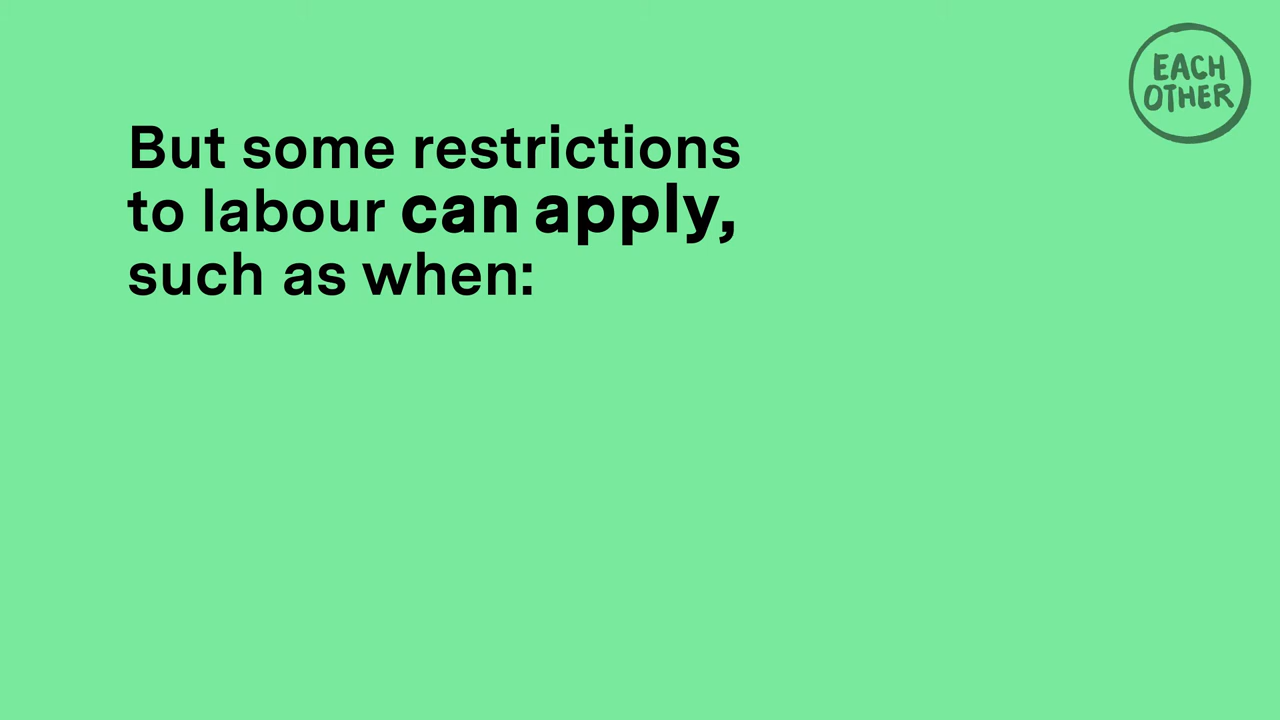 But some restrictions
to labour can apply,
such as when:
EACH
OTHER